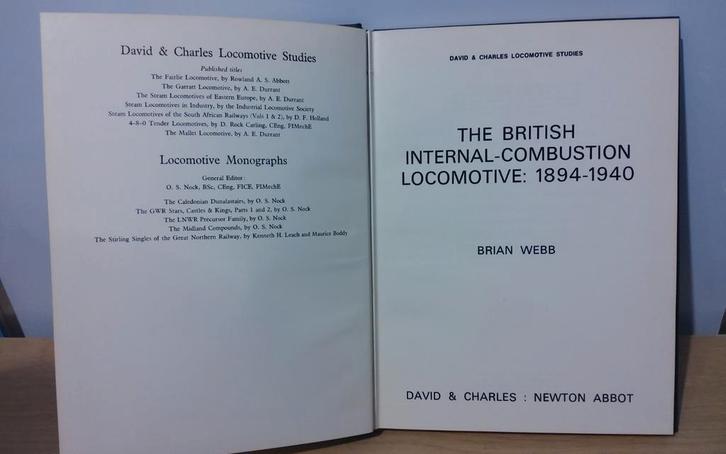 David & Charles Locomotive Studies
Published titles
The Fairlie Locomotive, by Rowland A. S. Abbott
The Garratt Locomotive, by A. E. Durrant
The Steam Locomotives of Eastern Europe, by A. E. Durrant
Steam Locomotives in Industry, by the Industrial Locomotive Society
Steam Locomotives of the South African Railways (Vols 1 & 2), by D. F. Holland
4-8-0 Tender Locomotives, by D. Rock Carling, CEng, FIMechE
The Mallet Locomotive, by A. E. Durrant
Locomotive Monographs
General Editor:
O. S. Nock, BSc, CEng, FICE, FIMechE
The Caledonian Dunalastairs, by O. S. Nock
The GWR Stars, Castles & Kings, Parts 1 and 2, by O. S. Nock
The LNWR Precursor Family, by O. S. Nock
The Midland Compounds, by O. S. Nock
The Stirling Singles of the Great Northern Railway, by Kenneth H. Leach and Maurice Boddy
DAVID & CHARLES LOCOMOTIVE STUDIES
THE BRITISH
INTERNAL-COMBUSTION
LOCOMOTIVE: 1894-1940
BRIAN WEBB
DAVID & CHARLES : NEWTON ABBOT